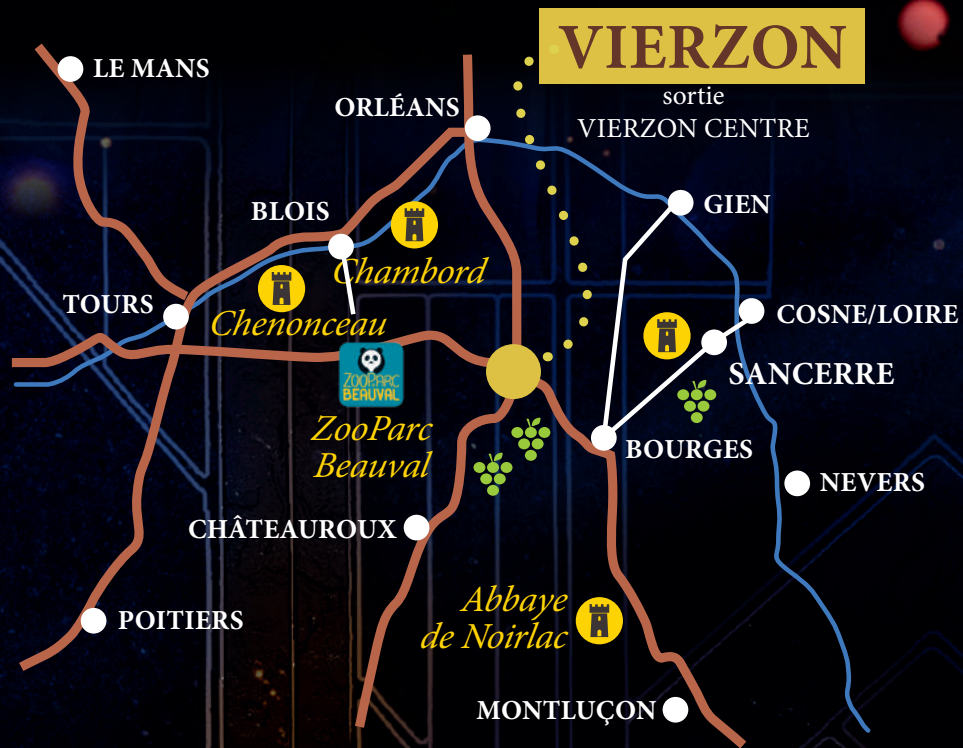 VIERZON
sortie
VIERZON CENTRE
LE MANS
ORLÉANS
GIEN
BLOIS
Chambord
TOURS
Chenonceau
COSNE/LOIRE
SANCERRE
ZOOPARC
BEAUVAL
ZooParc
Beauval
BOURGES
NEVERS
CHÂTEAUROUX
Abbaye
de Noirlac
POITIERS
MONTLUÇON